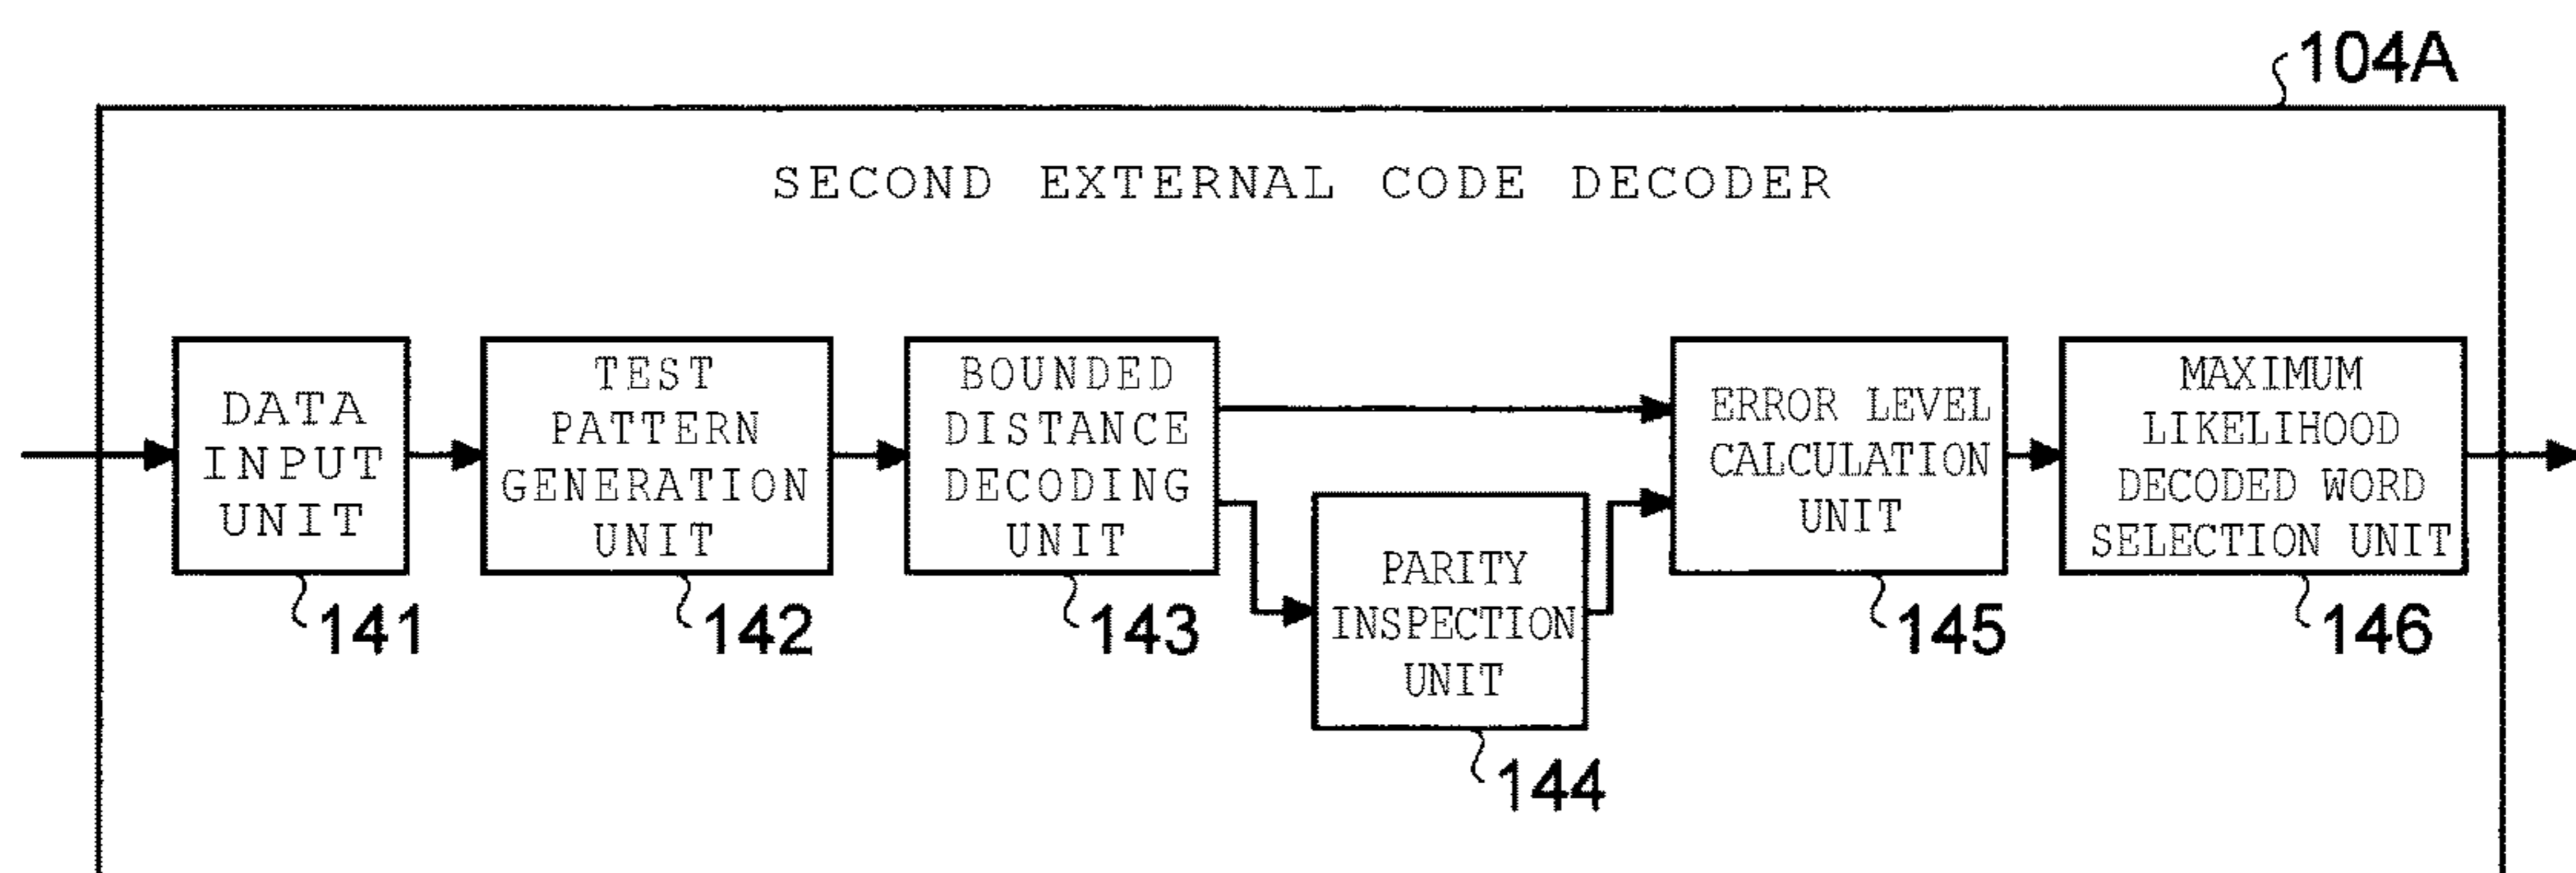 104A
SECOND EXTERNAL CODE DECODER
DATA
INPUT
UNIT
141
TEST
PATTERN
GENERATION
UNIT
142
BOUNDED
DISTANCE
DECODING
UNIT
143
PARITY
INSPECTION
UNIT
144
ERROR LEVEL
CALCULATION
UNIT
145
MAXIMUM
LIKELIHOOD
DECODED WORD
SELECTION UNIT
146